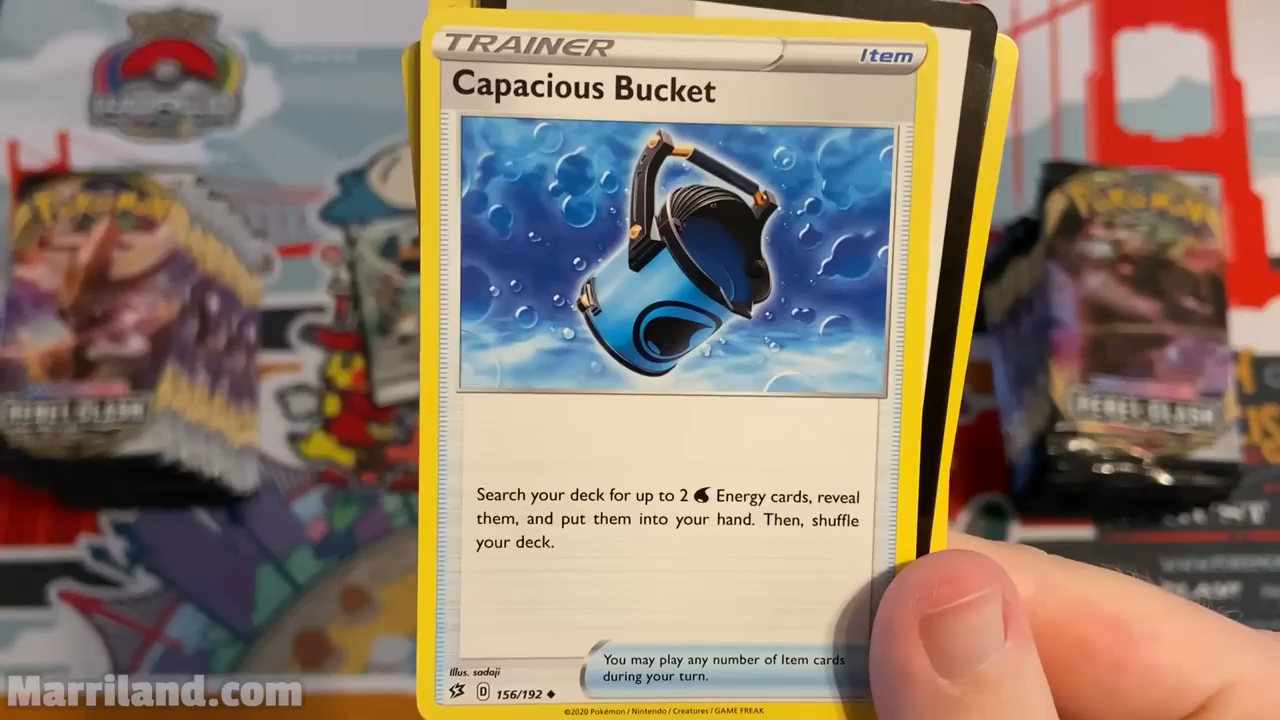 TRAINER
Item
Capacious Bucket
Search your deck for up to 2 Energy cards, reveal
them, and put them into your hand. Then, shuffle
your deck.
You may play any number of Item cards
during your turn.
Illus. sadaji
D 156/192
©2020 Pokémon / Nintendo / Creatures / GAME FREAK
POKéMON
REBEL CLASH
POKéMON
REBEL CLASH
Marriland.com